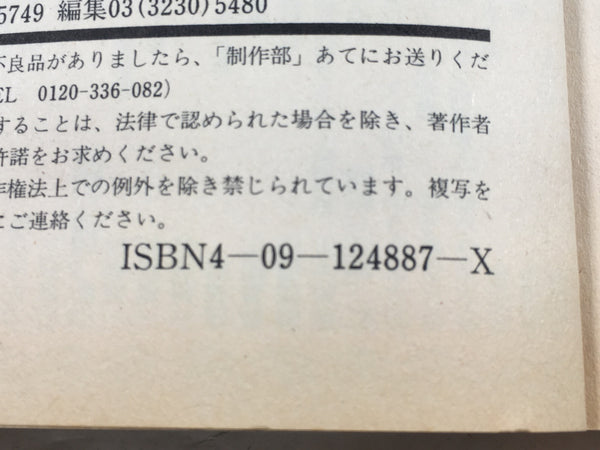 5749 編集03(3230)5480
不良品がありましたら、「制作部」あてにお送りくだ
EL 0120-336-082)
することは、法律で認められた場合を除き、著作者
許諾をお求めください。
作権法上での例外を除き禁じられています。複写を
にご連絡ください。
ISBN4―09―124887―X